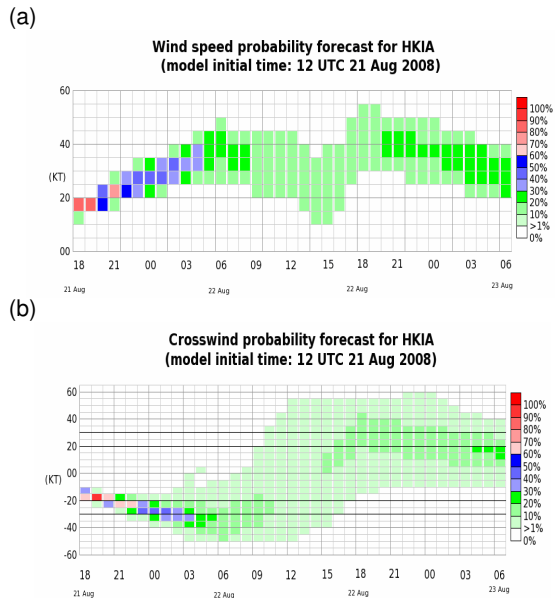 (a)
Wind speed probability forecast for HKIA
(model initial time: 12 UTC 21 Aug 2008)
60
40
(KT)
20
00
18 21 00 03 06 09 12 15 18 21 00 03 06
21 Aug 22 Aug 22 Aug 23 Aug
100%
90%
80%
70%
60%
50%
40%
30%
20%
10%
>1%
0%
(b)
Crosswind probability forecast for HKIA
(model initial time: 12 UTC 21 Aug 2008)
60
40
20
00
(KT)
-20
-40
-60
18 21 00 03 06 09 12 15 18 21 00 03 06
21 Aug 22 Aug 22 Aug 23 Aug
100%
90%
80%
70%
60%
50%
40%
30%
20%
10%
>1%
0%